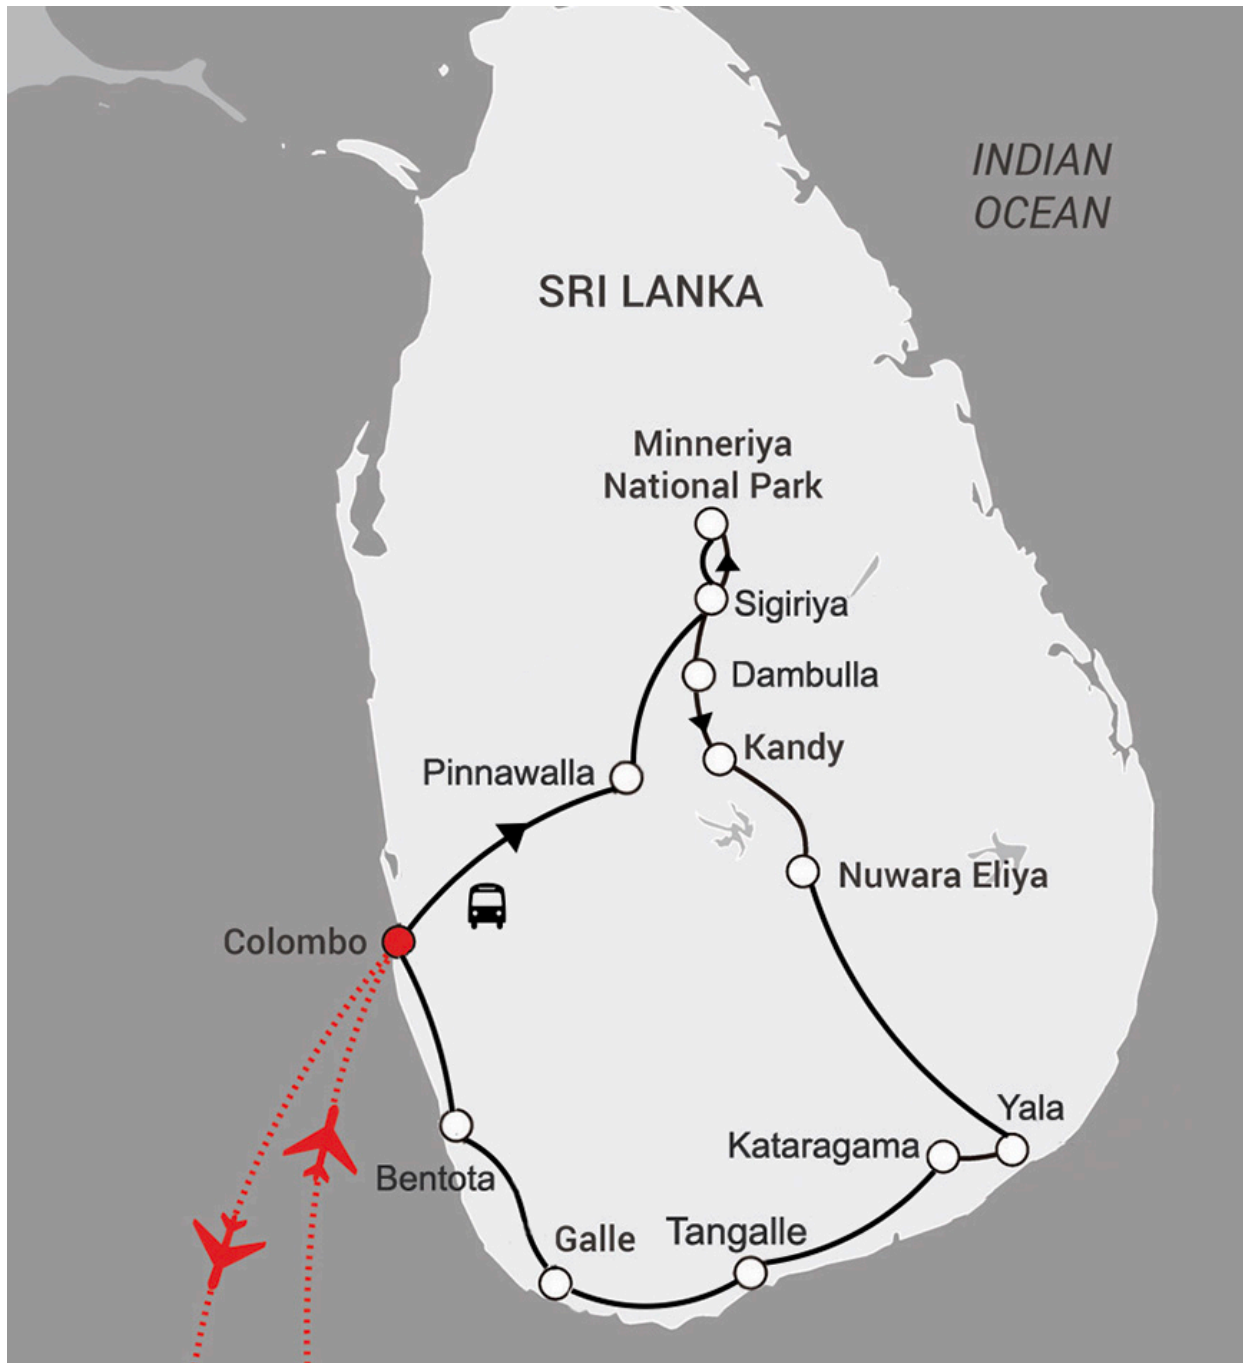 INDIAN
OCEAN
SRI LANKA
Minneriya
National Park
Sigiriya
Dambulla
Kandy
Pinnawalla
Nuwara Eliya
Colombo
Yala
Kataragama
Bentota
Tangalle
Galle